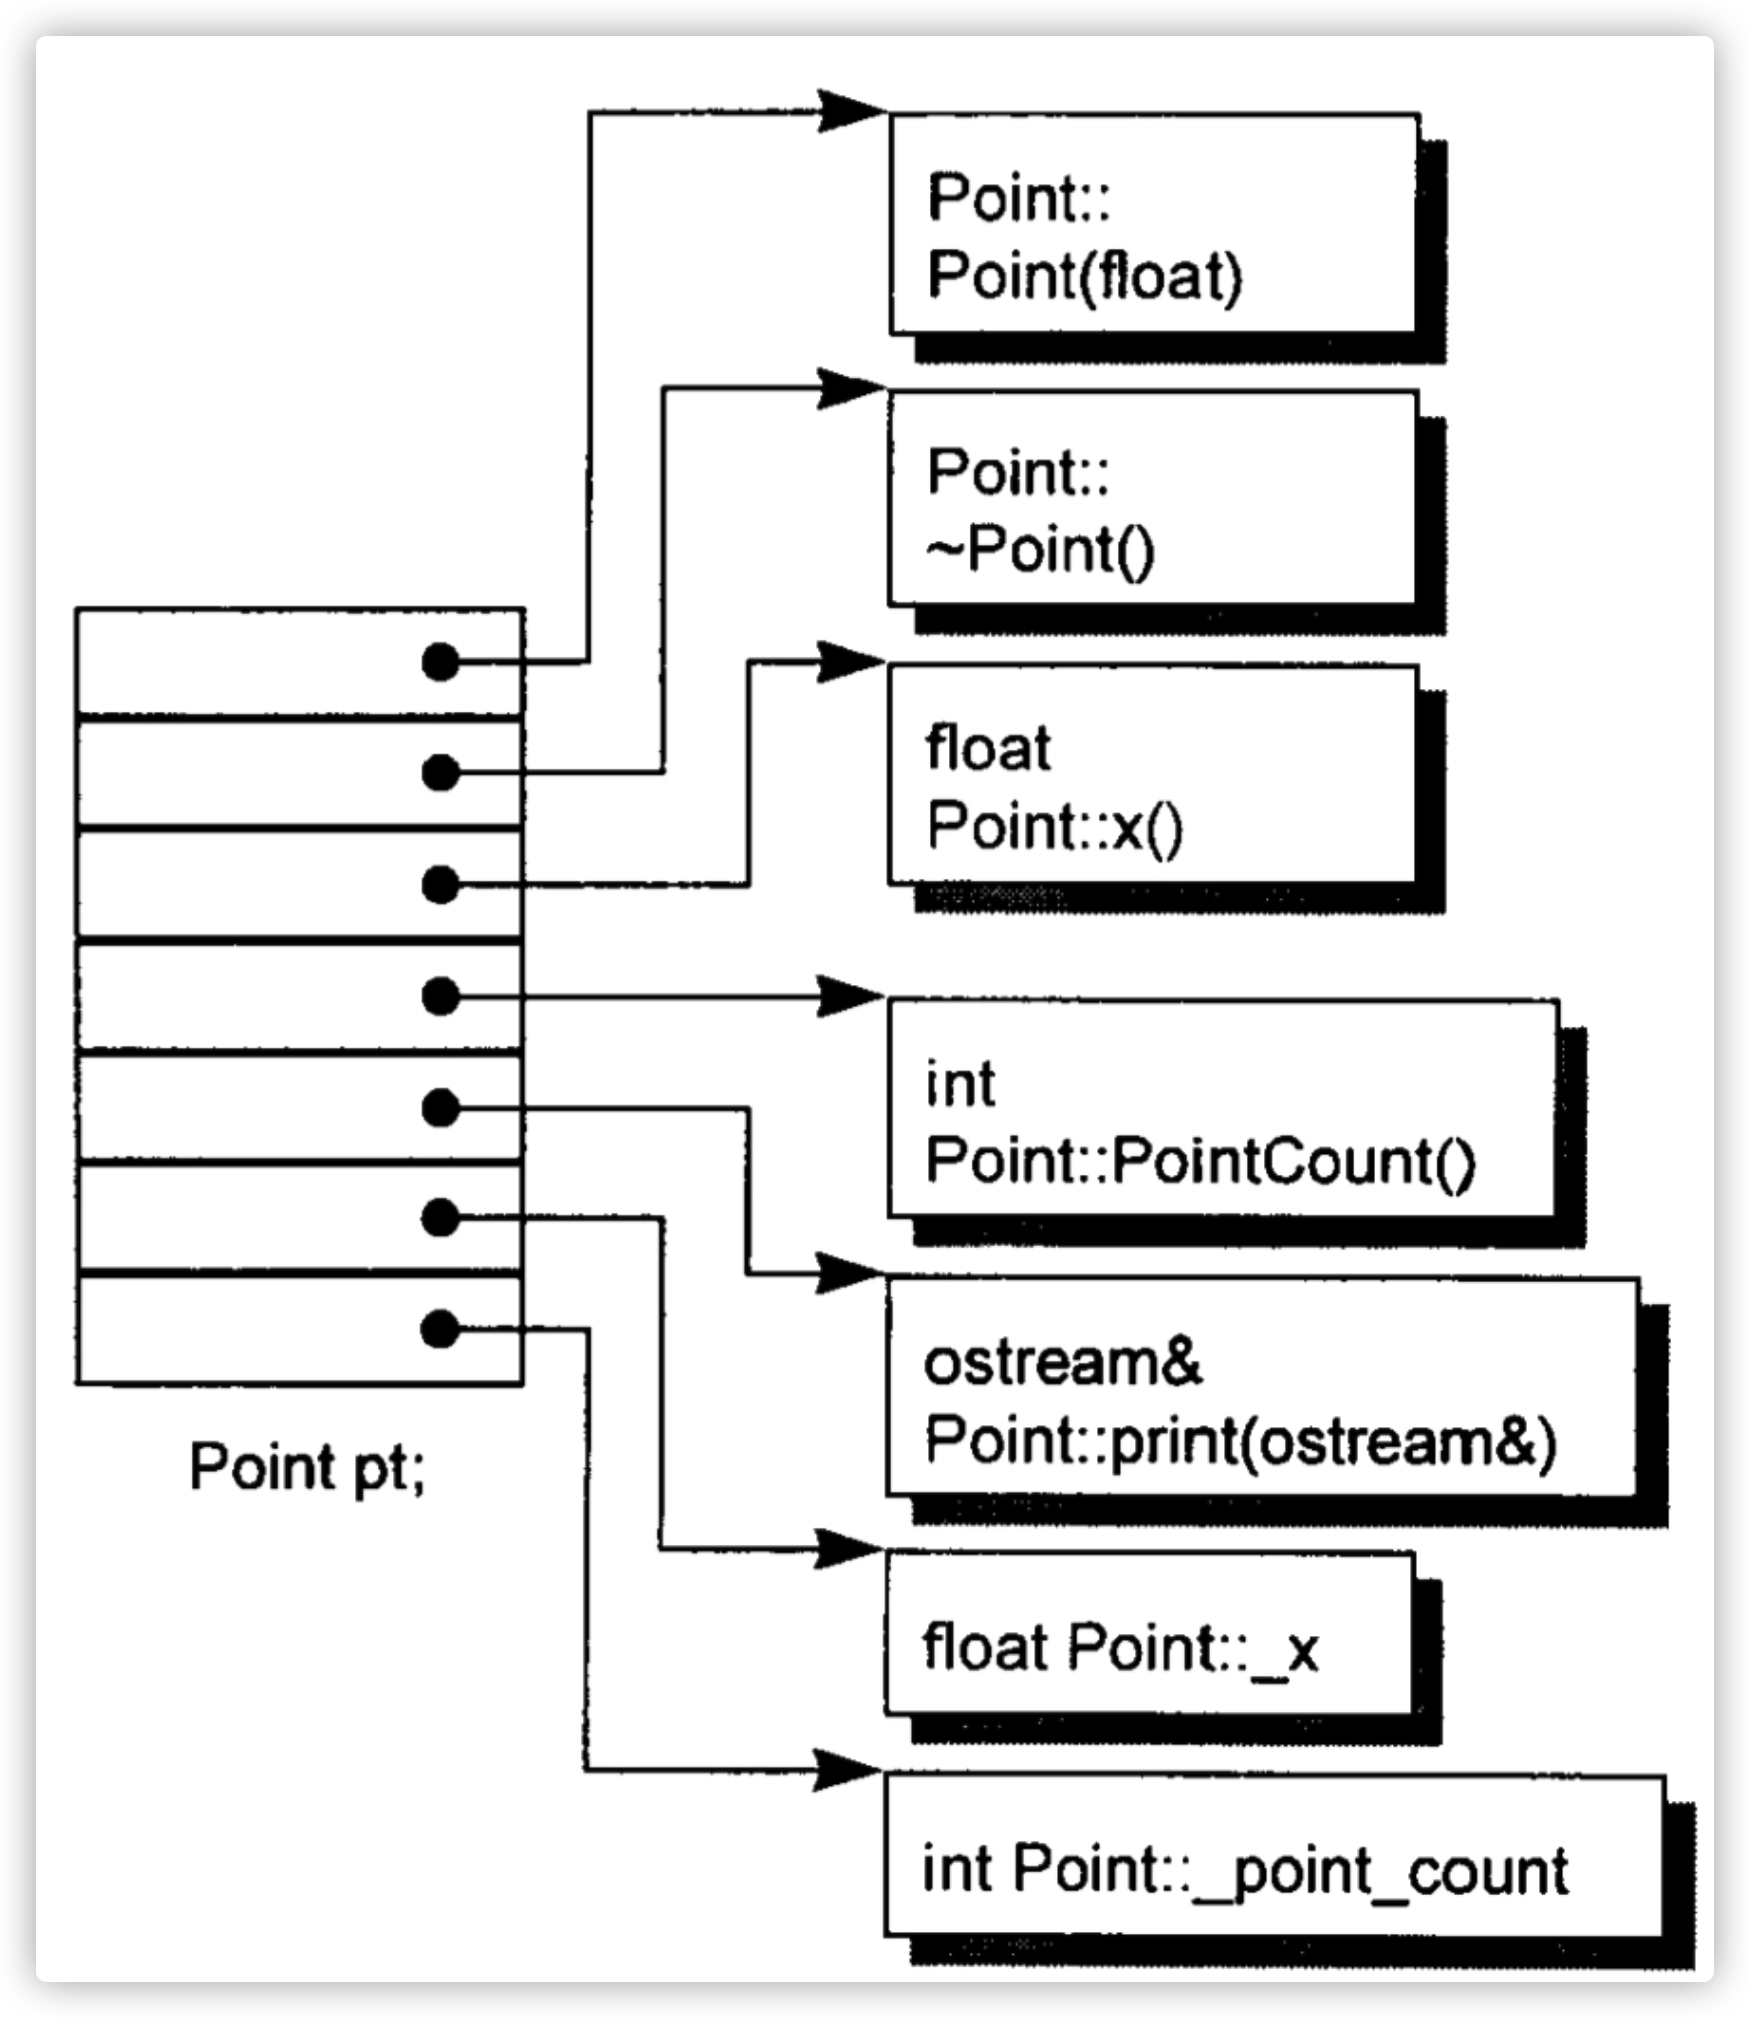 Point::
Point(float)
Point::
~Point()
float
Point::x()
int
Point::PointCount()
ostream&
Point::print(ostream&)
Point pt;
float Point::_x
int Point::_point_count